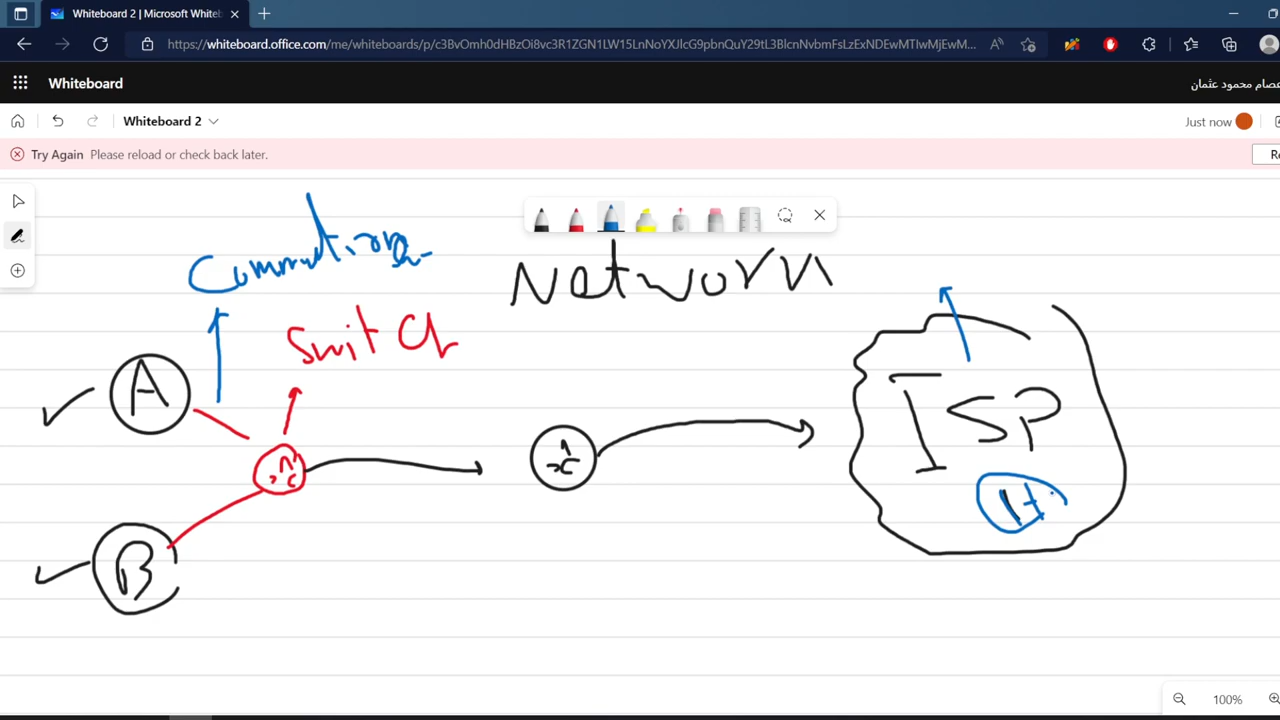 Whiteboard 2 | Microsoft Whiteb
https://whiteboard.office.com/me/whiteboards/p/c3BvOmh0dHBzOi8vc3R1ZGN1LW15LnNoYXJlcG9pbnQuY29tL3BlcnNvbmFsLzExNDEwMTIwMjEwM...
Whiteboard
عصام محمود عثمان
Whiteboard 2
Just now
Try Again Please reload or check back later.
Re
Network
Switch
A
ISP
B
100%